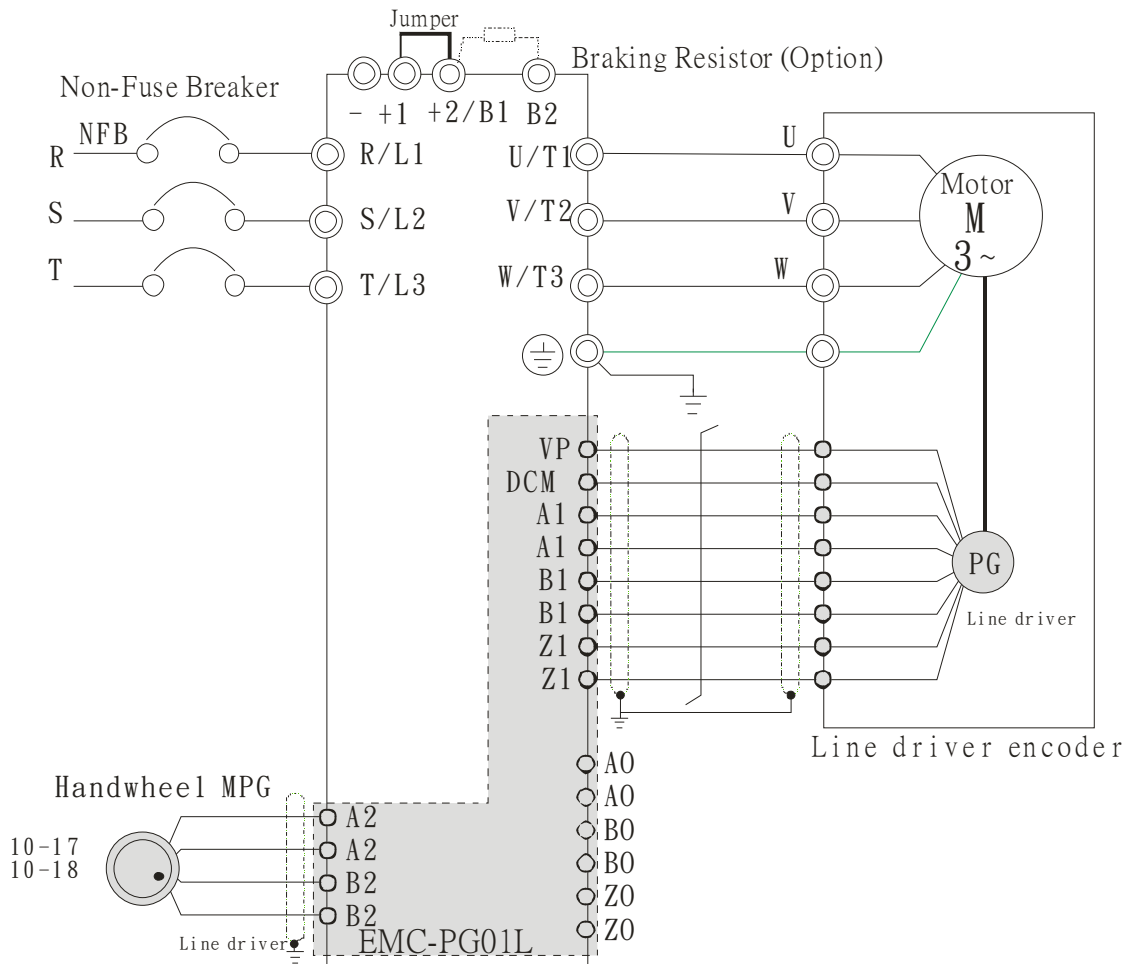 Jumper
Braking Resistor (Option)
Non-Fuse Breaker
- +1 +2/B1 B2
NFB
R
R/L1
U/T1
U
S
S/L2
V/T2
V
T
T/L3
W/T3
W
Motor
M
3~
VP
DCM
A1
A1
B1
B1
Z1
Z1
PG
Line driver
Line driver encoder
AO
AO
BO
BO
ZO
ZO
Handwheel MPG
10-17
10-18
A2
A2
B2
B2
Line driver
EMC-PG01L